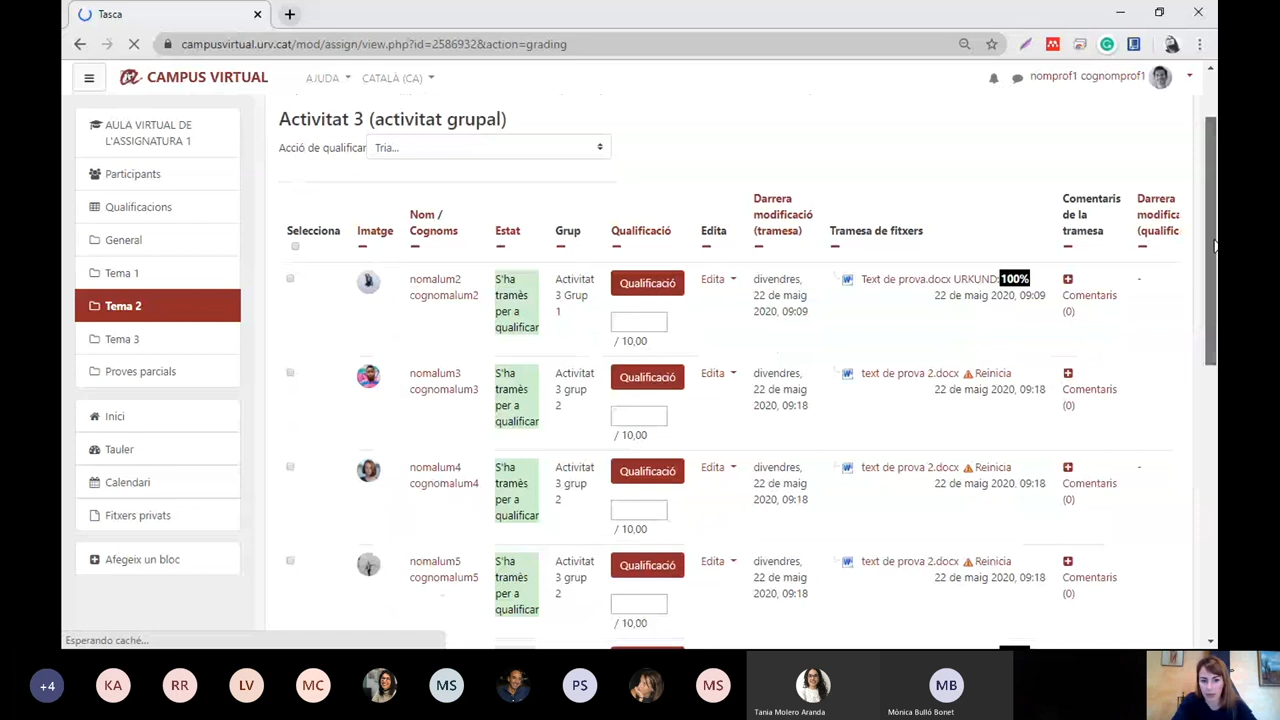 Tasca
campusvirtual.urv.cat/mod/assign/view.php?id=2586932&action=grading
CAMPUS VIRTUAL
AJUDA
CATALÀ (CA)
nomprof1 cognomprof1
AULA VIRTUAL DE
L'ASSIGNATURA 1
Participants
Qualificacions
General
Tema 1
Tema 2
Tema 3
Proves parcials
Inici
Tauler
Calendari
Fitxers privats
Afegeix un bloc
Esperando caché...
Activitat 3 (activitat grupal)
Acció de qualificar
Tria...
Selecciona
Imatge
Nom /
Cognoms
Estat
Grup
Qualificació
Edita
Darrera
modificació
(tramesa)
Tramesa de fitxers
Comentaris
de la
tramesa
Darrera
modifica
(qualific
nomalum2
cognomalum2
S'ha
tramès
per a
qualificar
Activitat
3 Grup
1
Qualificació
/ 10,00
Edita
divendres,
22 de maig
2020, 09:09
Text de prova.docx URKUND: 100%
22 de maig 2020, 09:09
Comentaris
(0)
-
nomalum3
cognomalum3
S'ha
tramès
per a
qualificar
Activitat
3 grup
2
Qualificació
/ 10,00
Edita
divendres,
22 de maig
2020, 09:18
text de prova 2.docx Reinicia
22 de maig 2020, 09:18
Comentaris
(0)
nomalum4
cognomalum4
S'ha
tramès
per a
qualificar
Activitat
3 grup
2
Qualificació
/ 10,00
Edita
divendres,
22 de maig
2020, 09:18
text de prova 2.docx Reinicia
22 de maig 2020, 09:18
Comentaris
(0)
-
nomalum5
cognomalum5
S'ha
tramès
per a
qualificar
Activitat
3 grup
2
Qualificació
/ 10,00
Edita
divendres,
22 de maig
2020, 09:18
text de prova 2.docx Reinicia
22 de maig 2020, 09:18
Comentaris
(0)
+4
KA
RR
LV
MC
MS
PS
MS
Tania Molero Aranda
MB
Mònica Bulló Bonet